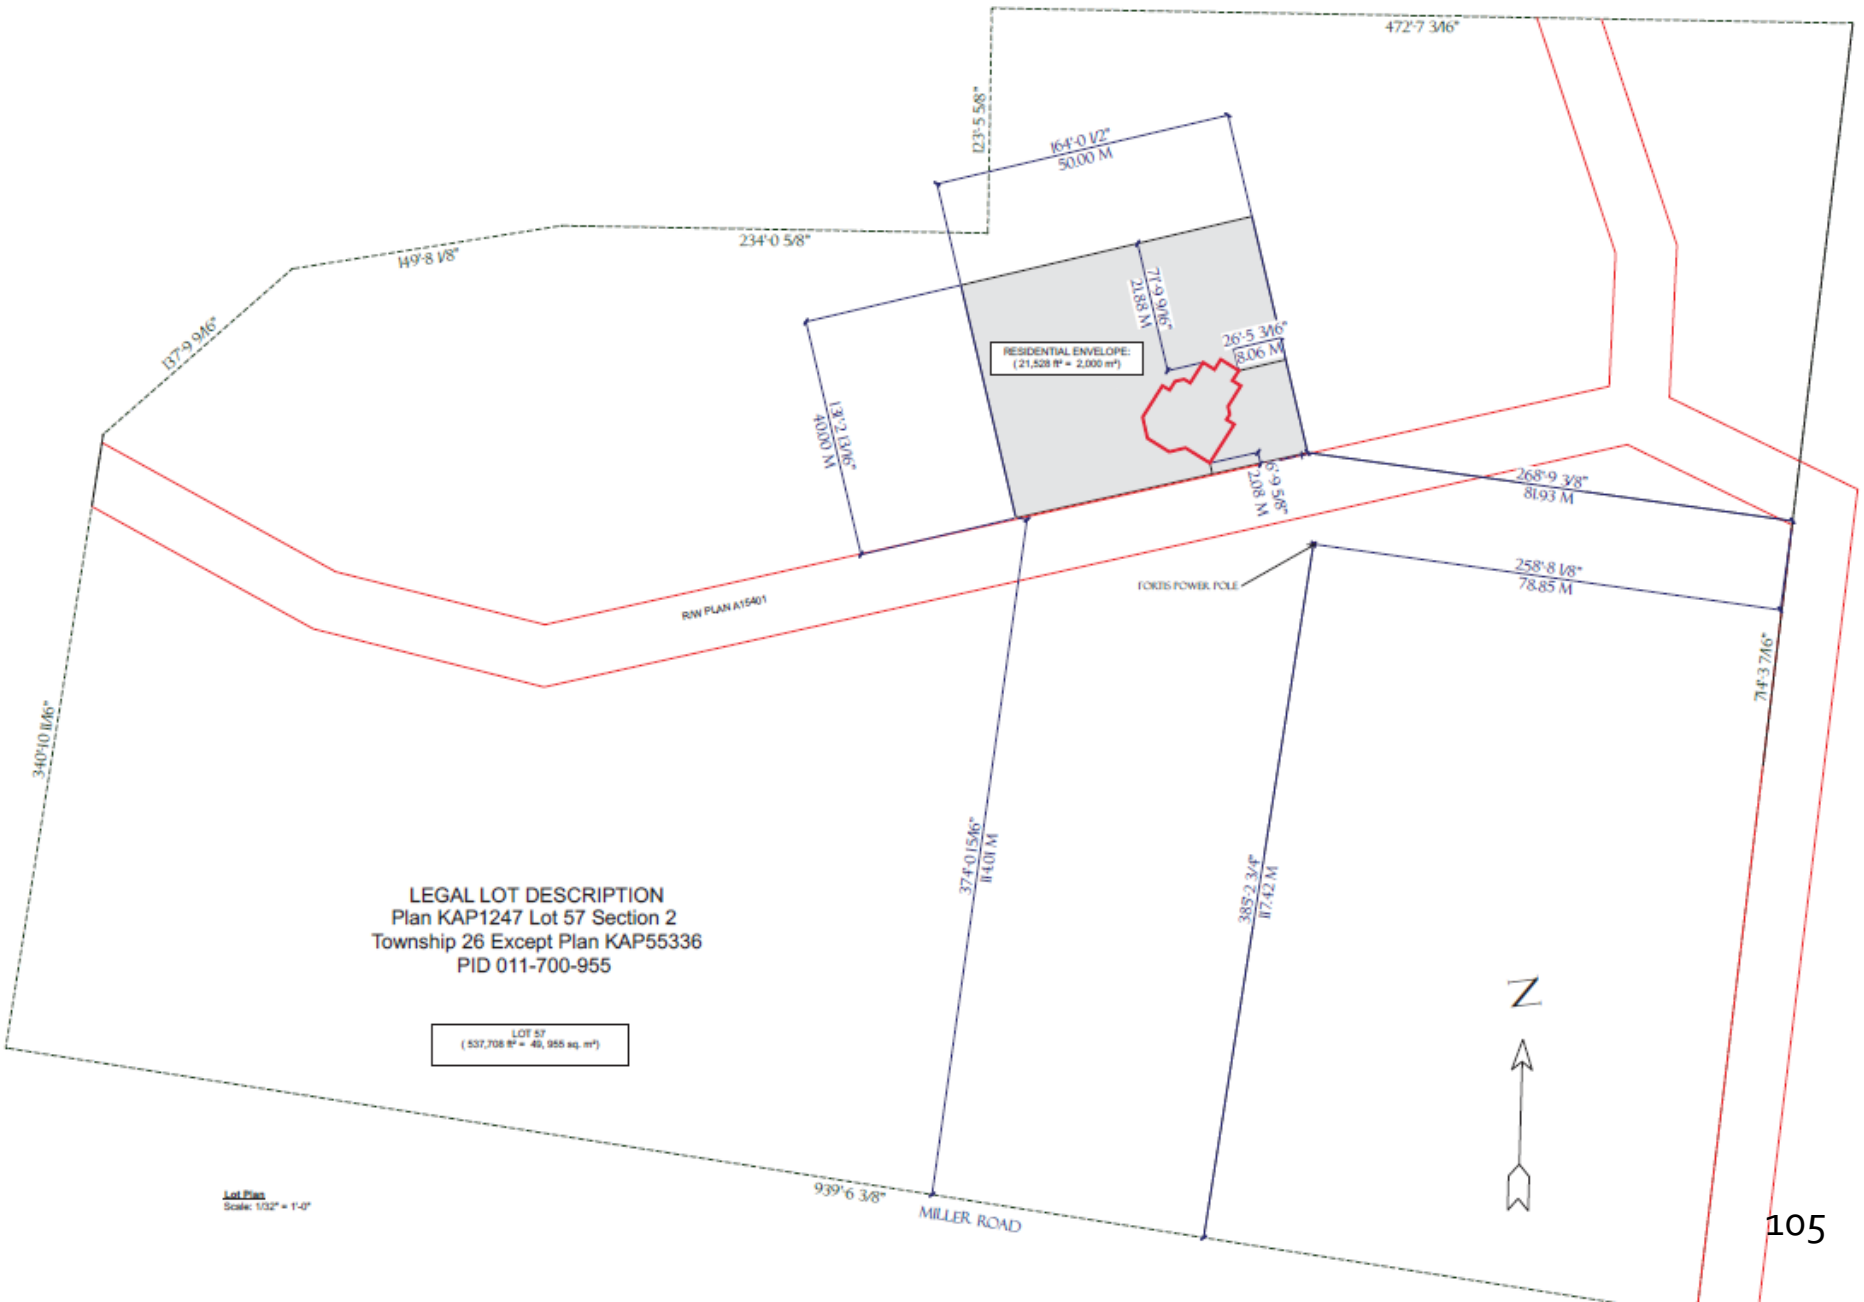 472'-7 3/16"
123'-5 5/8"
164'-0 1/2"
50.00 M
234'-0 5/8"
149'-8 1/8"
137'-9 9/16"
71'-9 9/16"
21.88 M
26'-5 3/16"
8.06 M
RESIDENTIAL ENVELOPE:
( 21,528 ft² = 2,000 m²)
131'-2 13/16"
40.00 M
6'-9 5/8"
2.08 M
268'-9 3/8"
81.93 M
FORTIS POWER POLE
258'-8 1/8"
78.85 M
R/W PLAN A15401
714'-3 7/16"
340'-10 11/16"
374'-0 15/16"
114.01 M
385'-2 3/4"
117.42 M
LEGAL LOT DESCRIPTION
Plan KAP1247 Lot 57 Section 2
Township 26 Except Plan KAP55336
PID 011-700-955
N
LOT 57
( 537,708 ft² = 49, 955 sq. m²)
939'-6 3/8"
MILLER ROAD
Lot Plan
Scale: 1/32" = 1'-0"
105